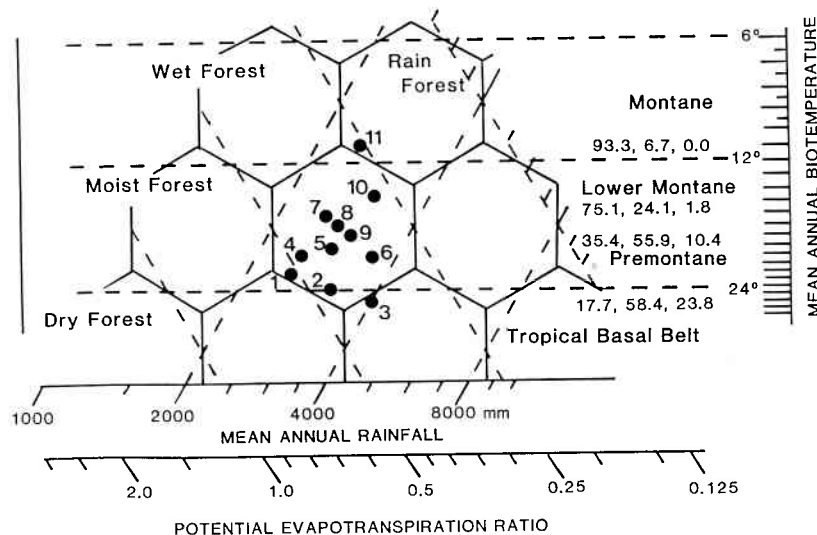 6°
Wet Forest
Rain
Forest
Montane
11
93.3, 6.7, 0.0
12°
Moist Forest
10
Lower Montane
75.1, 24.1, 1.8
7
8
9
35.4, 55.9, 10.4
4
5
6
Premontane
1
2
24°
3
17.7, 58.4, 23.8
Dry Forest
Tropical Basal Belt
MEAN ANNUAL BIOTEMPERATURE
1000
2000
4000
8000 mm
MEAN ANNUAL RAINFALL
2.0
1.0
0.5
0.25
0.125
POTENTIAL EVAPOTRANSPIRATION RATIO